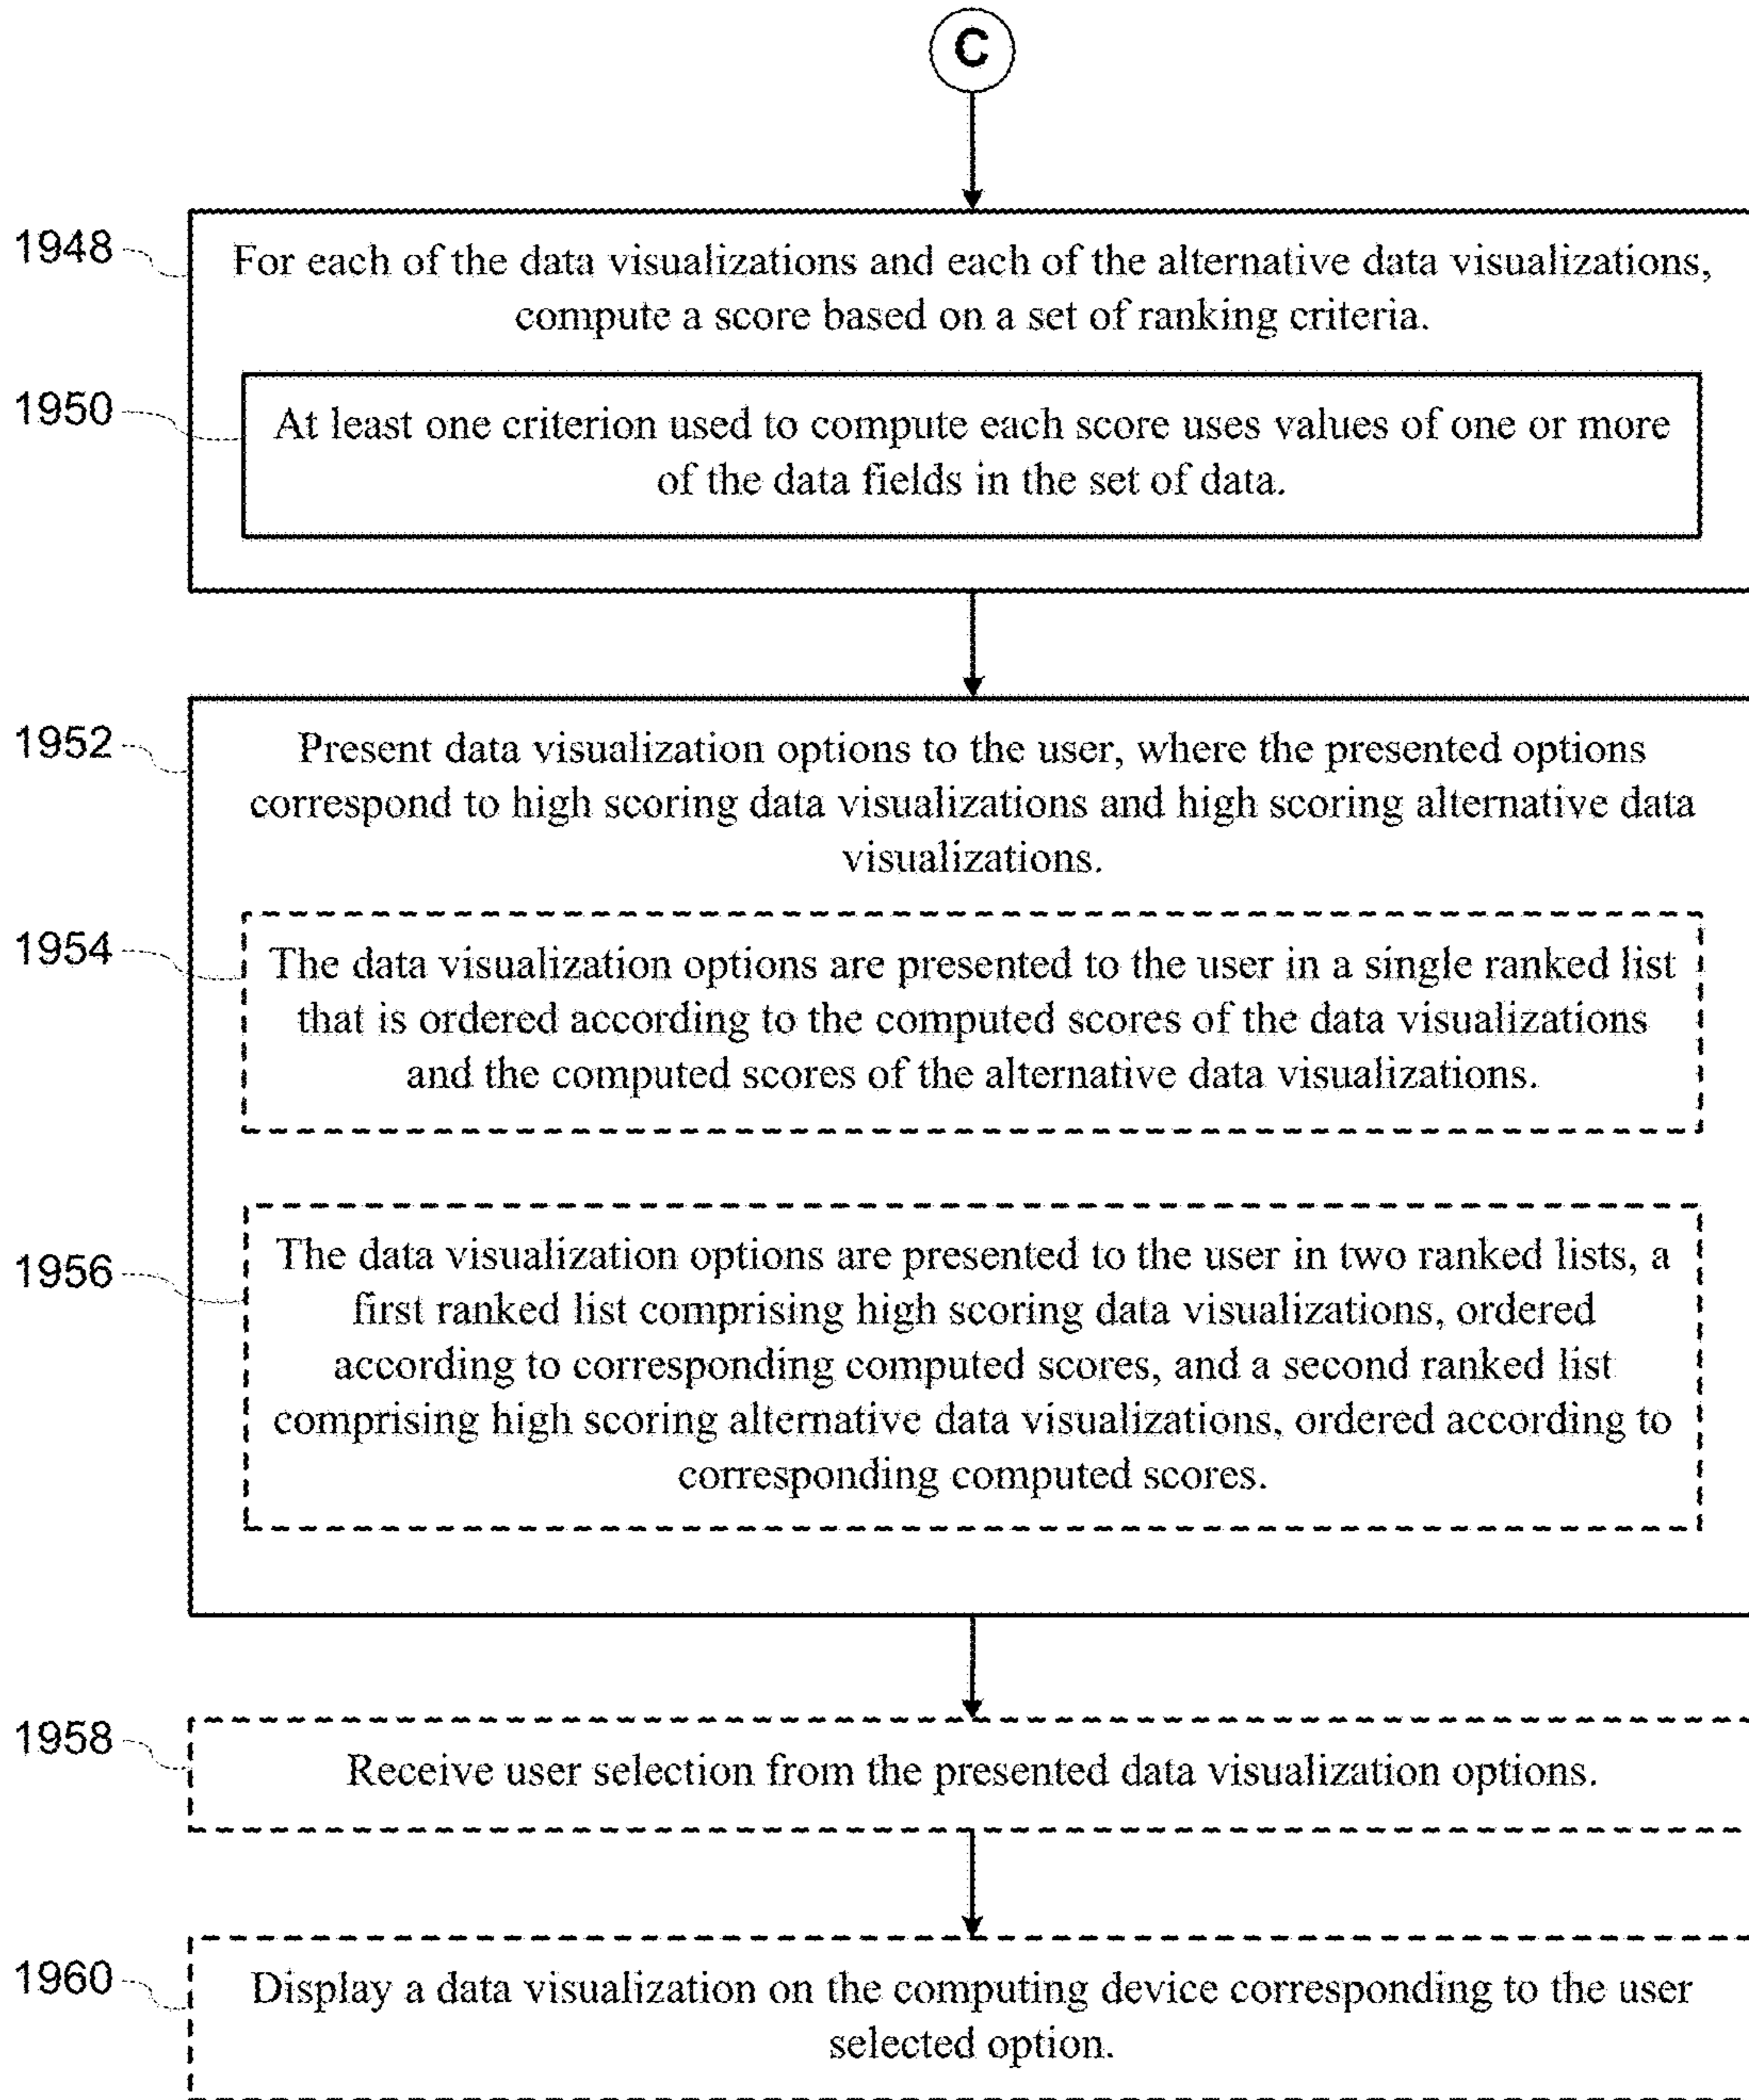 C
1948
For each of the data visualizations and each of the alternative data visualizations,
compute a score based on a set of ranking criteria.
1950
At least one criterion used to compute each score uses values of one or more
of the data fields in the set of data.
1952
Present data visualization options to the user, where the presented options
correspond to high scoring data visualizations and high scoring alternative data
visualizations.
1954
The data visualization options are presented to the user in a single ranked list
that is ordered according to the computed scores of the data visualizations
and the computed scores of the alternative data visualizations.
1956
The data visualization options are presented to the user in two ranked lists, a
first ranked list comprising high scoring data visualizations, ordered
according to corresponding computed scores, and a second ranked list
comprising high scoring alternative data visualizations, ordered according to
corresponding computed scores.
1958
Receive user selection from the presented data visualization options.
1960
Display a data visualization on the computing device corresponding to the user
selected option.